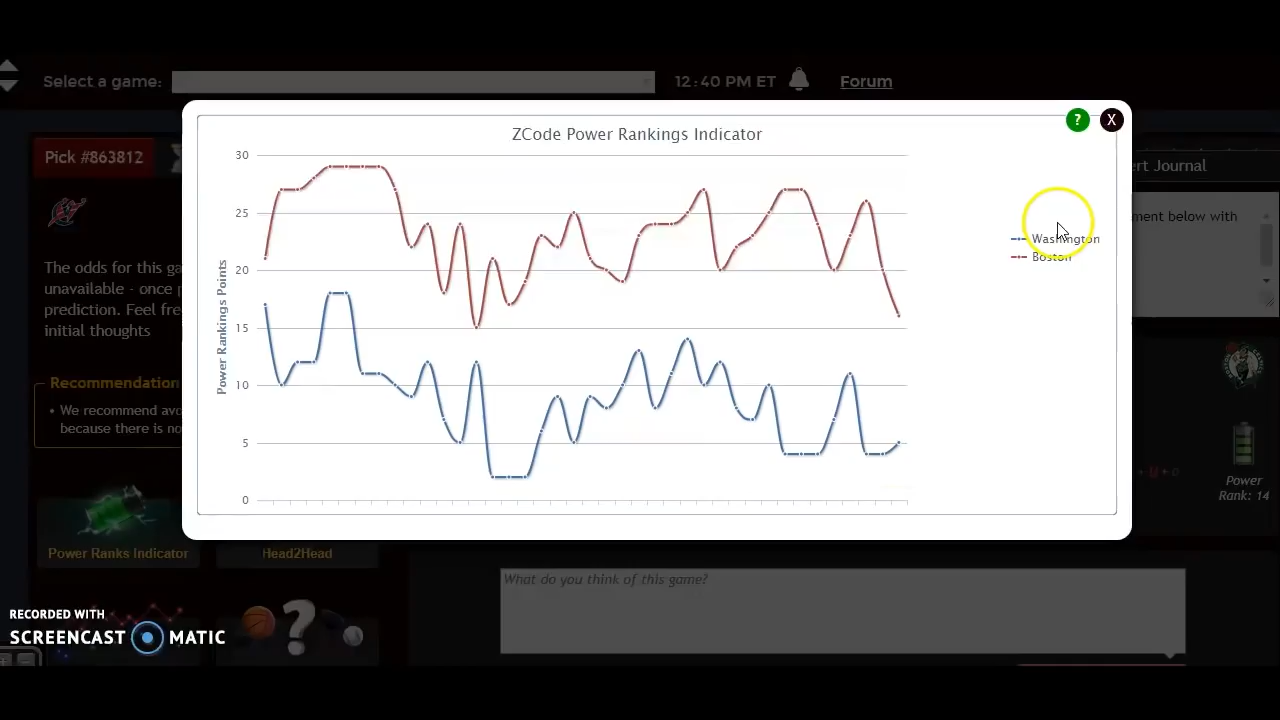 Select a game:
12:40 PM ET
Forum
Pick #863812
ert Journal
ZCode Power Rankings Indicator
?
X
30
25
20
15
10
5
0
Power Rankings Points
Washington
Boston
ment below with
The odds for this ga
unavailable - once p
prediction. Feel fre
initial thoughts
Recommendation
• We recommend avo
because there is no
Power Ranks Indicator
Head2Head
Power
Rank: 14
What do you think of this game?
RECORDED WITH
SCREENCAST MATIC